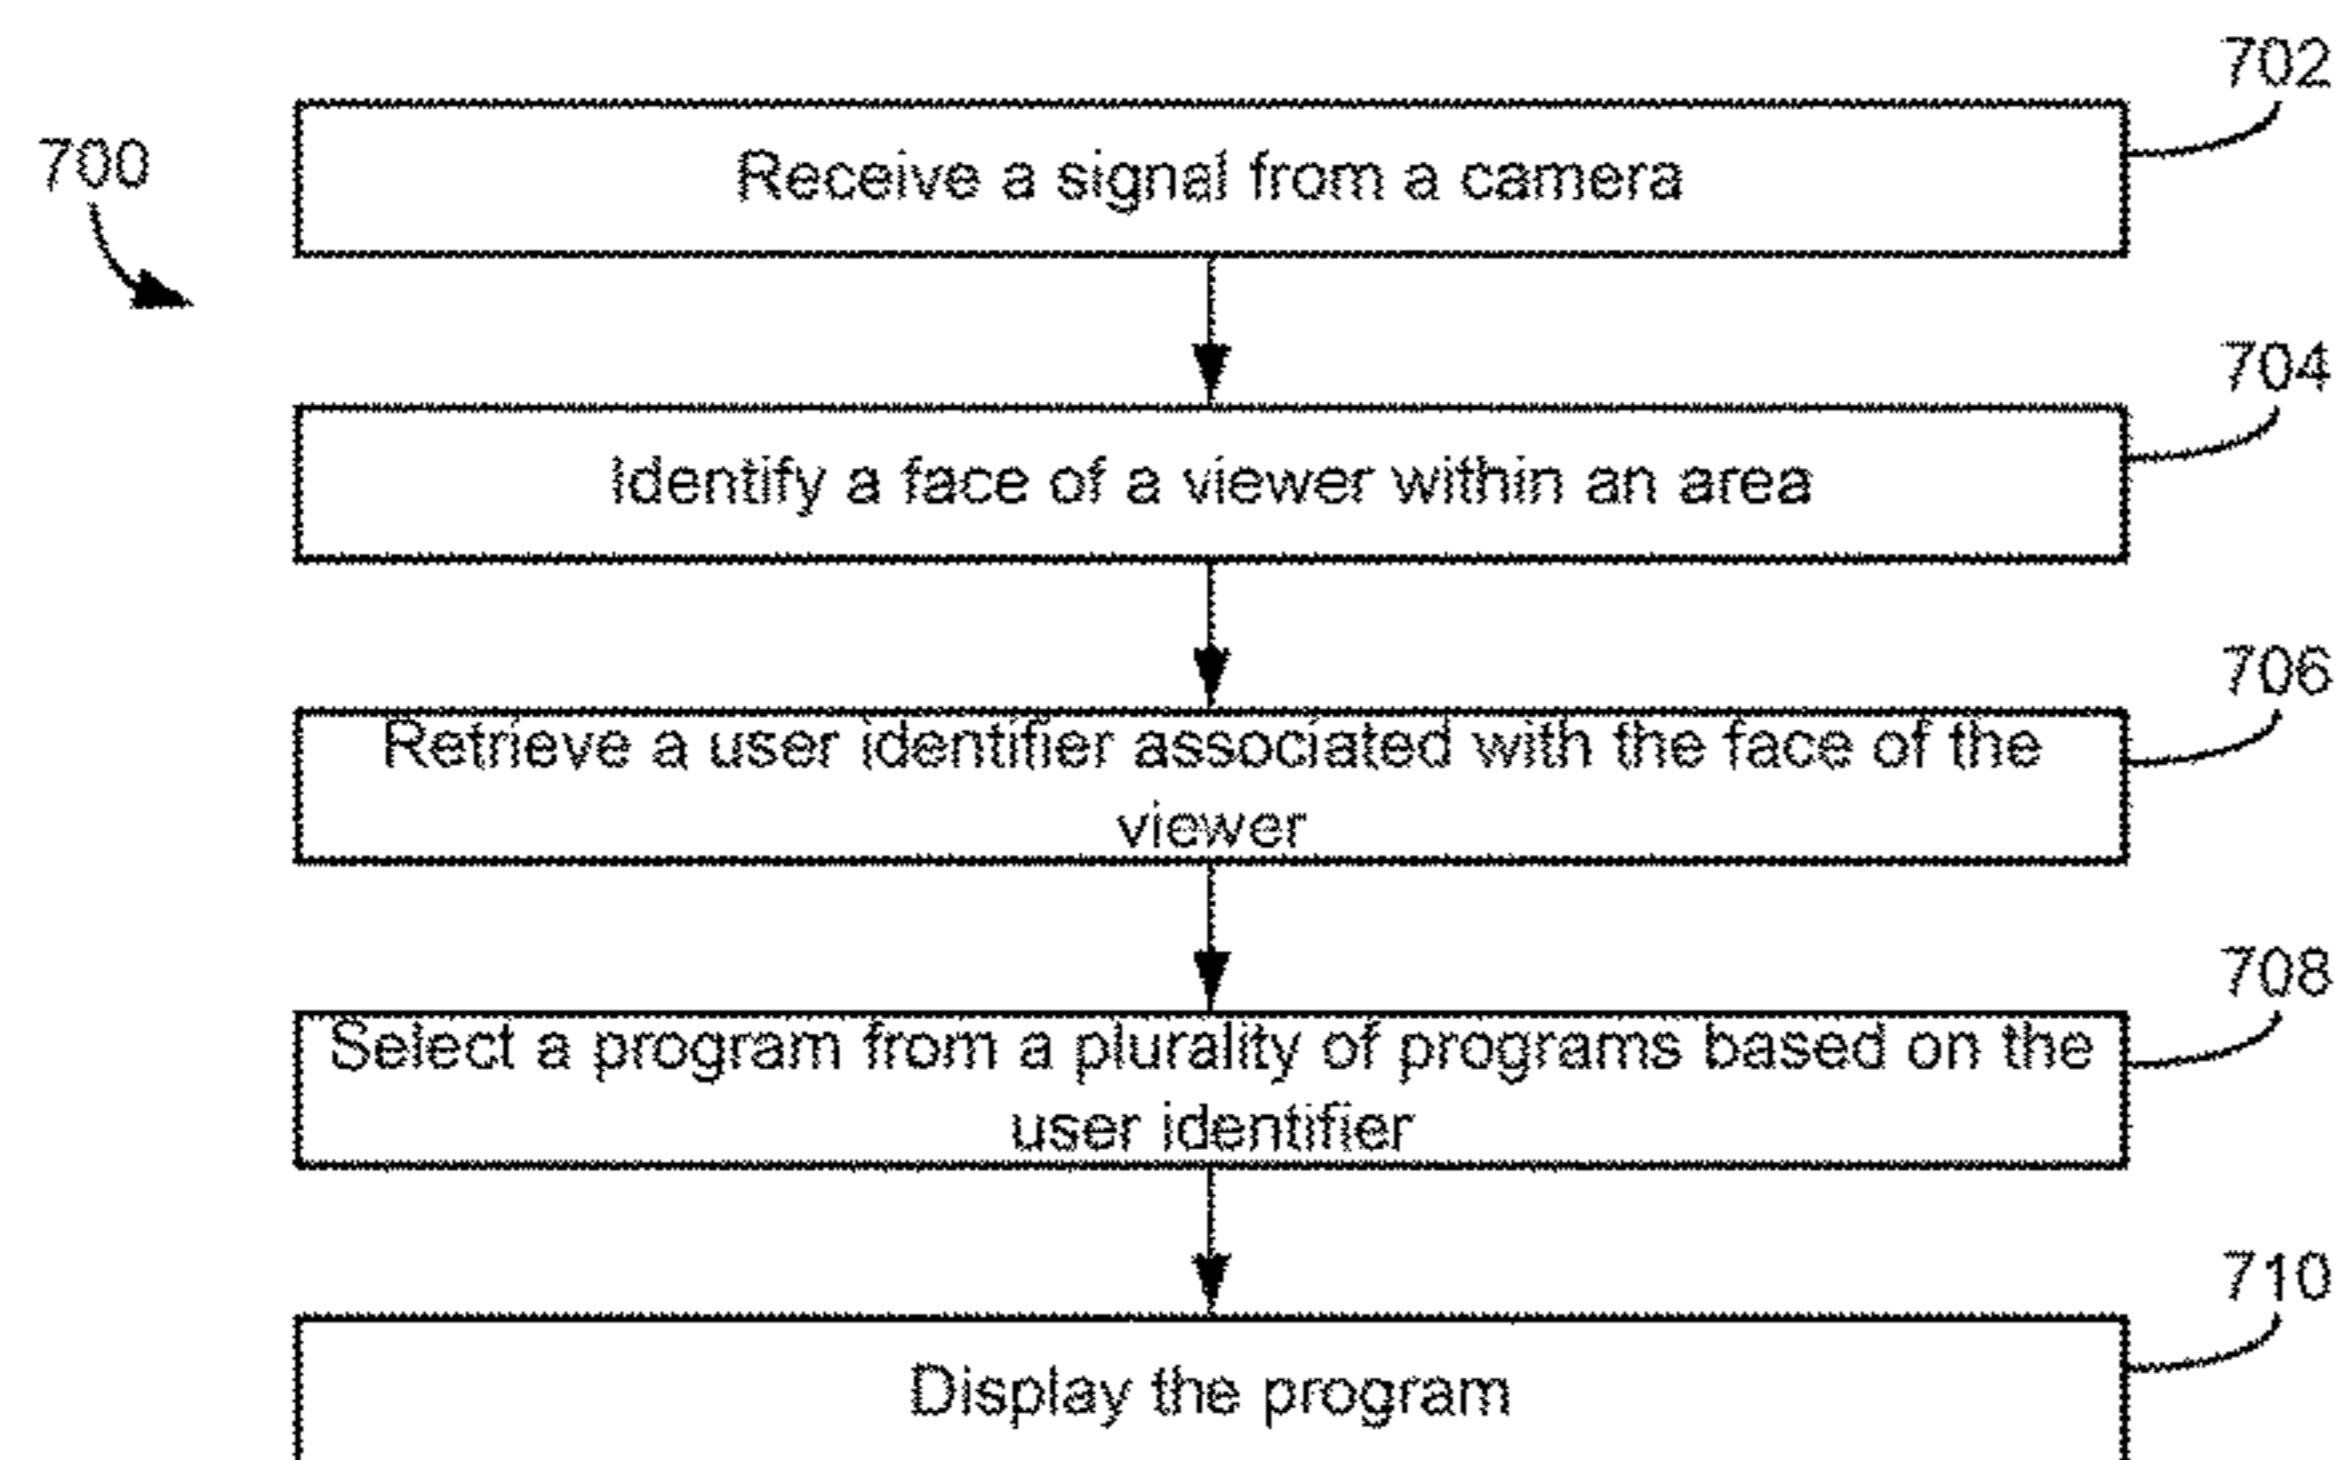 702
700
Receive a signal from a camera
704
Identify a face of a viewer within an area
706
Retrieve a user identifier associated with the face of the
viewer
708
Select a program from a plurality of programs based on the
user identifier
710
Display the program